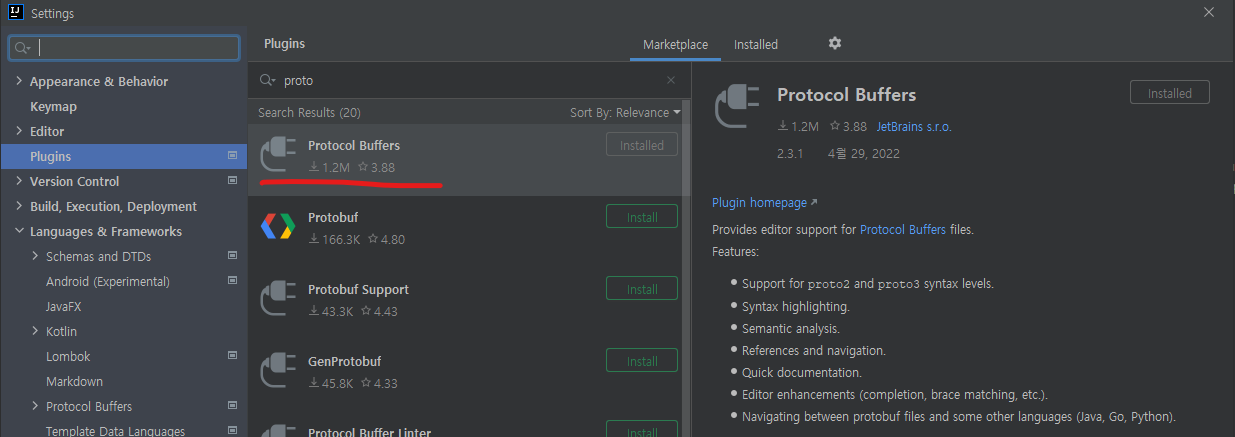 IJ
Settings
Appearance & Behavior
Keymap
Editor
Plugins
Version Control
Build, Execution, Deployment
Languages & Frameworks
Schemas and DTDs
Android (Experimental)
JavaFX
Kotlin
Lombok
Markdown
Protocol Buffers
Template Data Languages
Plugins
Marketplace
Installed
proto
Search Results (20)
Sort By: Relevance
Protocol Buffers
1.2M 3.88
Installed
Protobuf
166.3K 4.80
Install
Protobuf Support
43.3K 4.43
Install
GenProtobuf
45.8K 4.33
Install
Protocol Buffer Linter
Install
Protocol Buffers
Installed
1.2M 3.88 JetBrains s.r.o.
2.3.1 4월 29, 2022
Plugin homepage
Provides editor support for Protocol Buffers files.
Features:
Support for proto2 and proto3 syntax levels.
Syntax highlighting.
Semantic analysis.
References and navigation.
Quick documentation.
Editor enhancements (completion, brace matching, etc.).
Navigating between protobuf files and some other languages (Java, Go, Python).